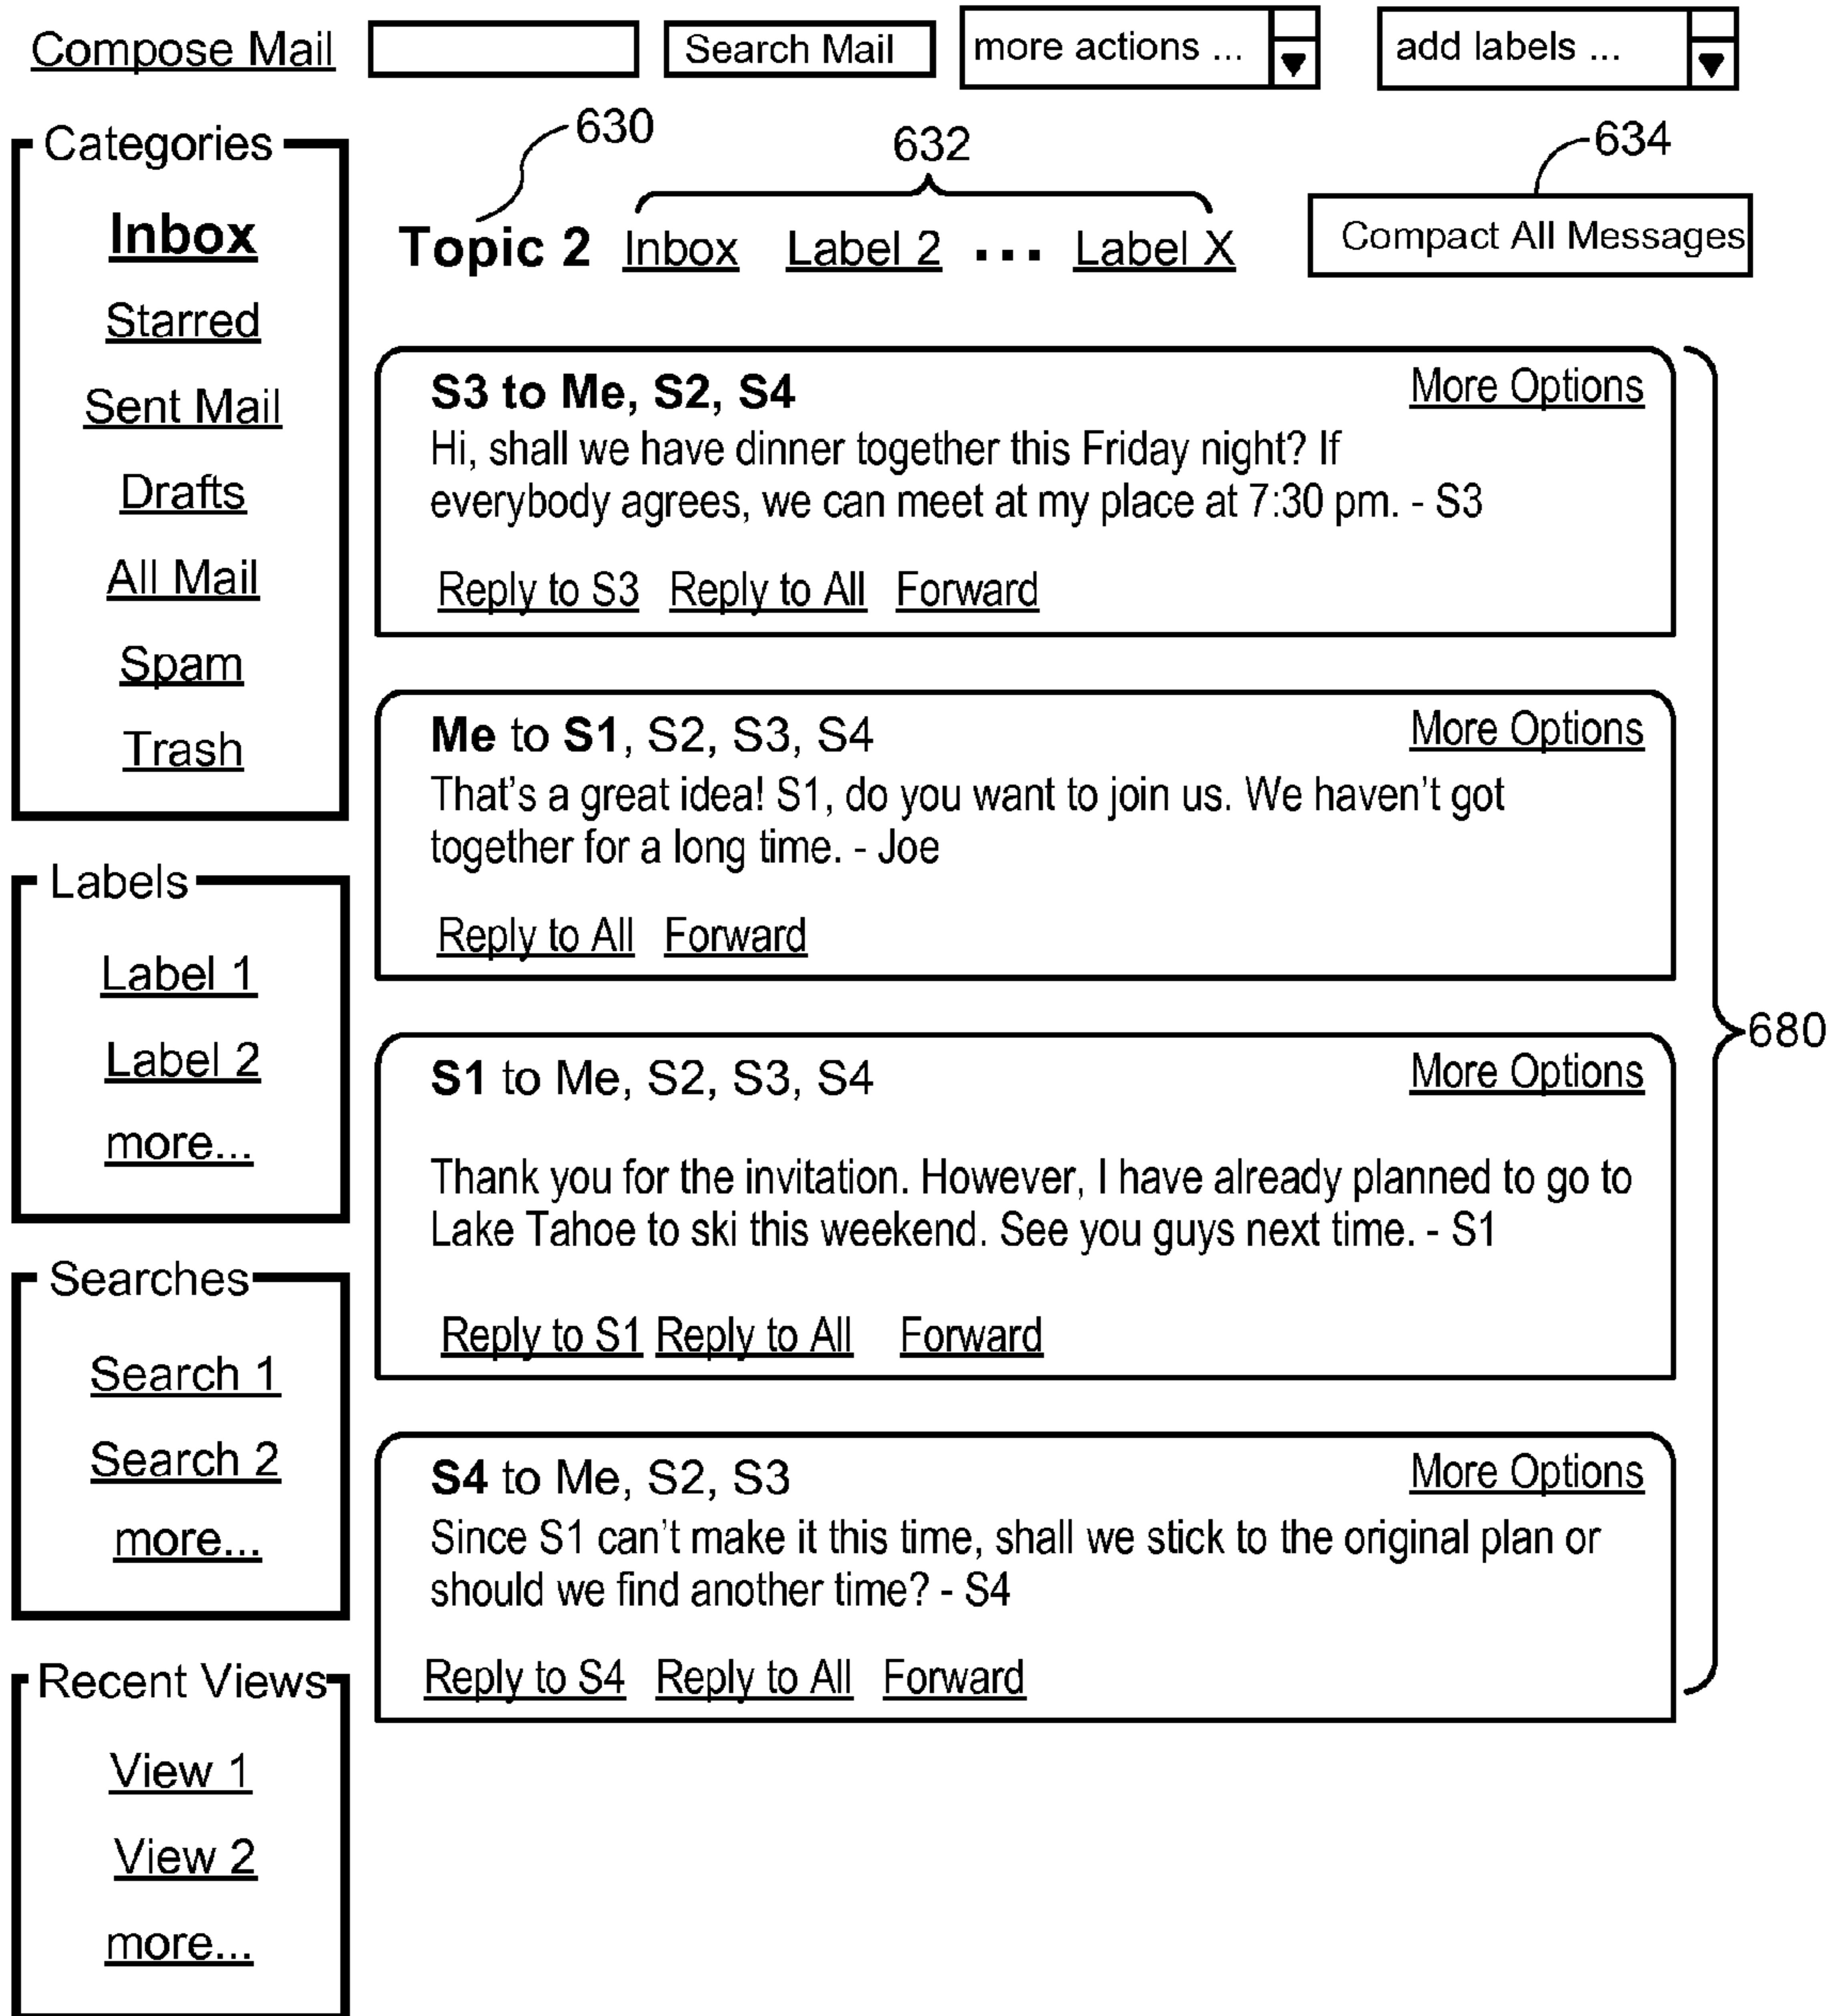 Compose Mail Search Mail more actions ... add labels ...
Categories
Inbox
Starred
Sent Mail
Drafts
All Mail
Spam
Trash
Labels
Label 1
Label 2
more...
Searches
Search 1
Search 2
more...
Recent Views
View 1
View 2
more...
630
632
634
Topic 2 Inbox Label 2 ... Label X Compact All Messages
S3 to Me, S2, S4 More Options
Hi, shall we have dinner together this Friday night? If
everybody agrees, we can meet at my place at 7:30 pm. - S3
Reply to S3 Reply to All Forward
Me to S1, S2, S3, S4 More Options
That's a great idea! S1, do you want to join us. We haven't got
together for a long time. - Joe
Reply to All Forward
S1 to Me, S2, S3, S4 More Options
Thank you for the invitation. However, I have already planned to go to
Lake Tahoe to ski this weekend. See you guys next time. - S1
Reply to S1 Reply to All Forward
S4 to Me, S2, S3 More Options
Since S1 can't make it this time, shall we stick to the original plan or
should we find another time? - S4
Reply to S4 Reply to All Forward
680